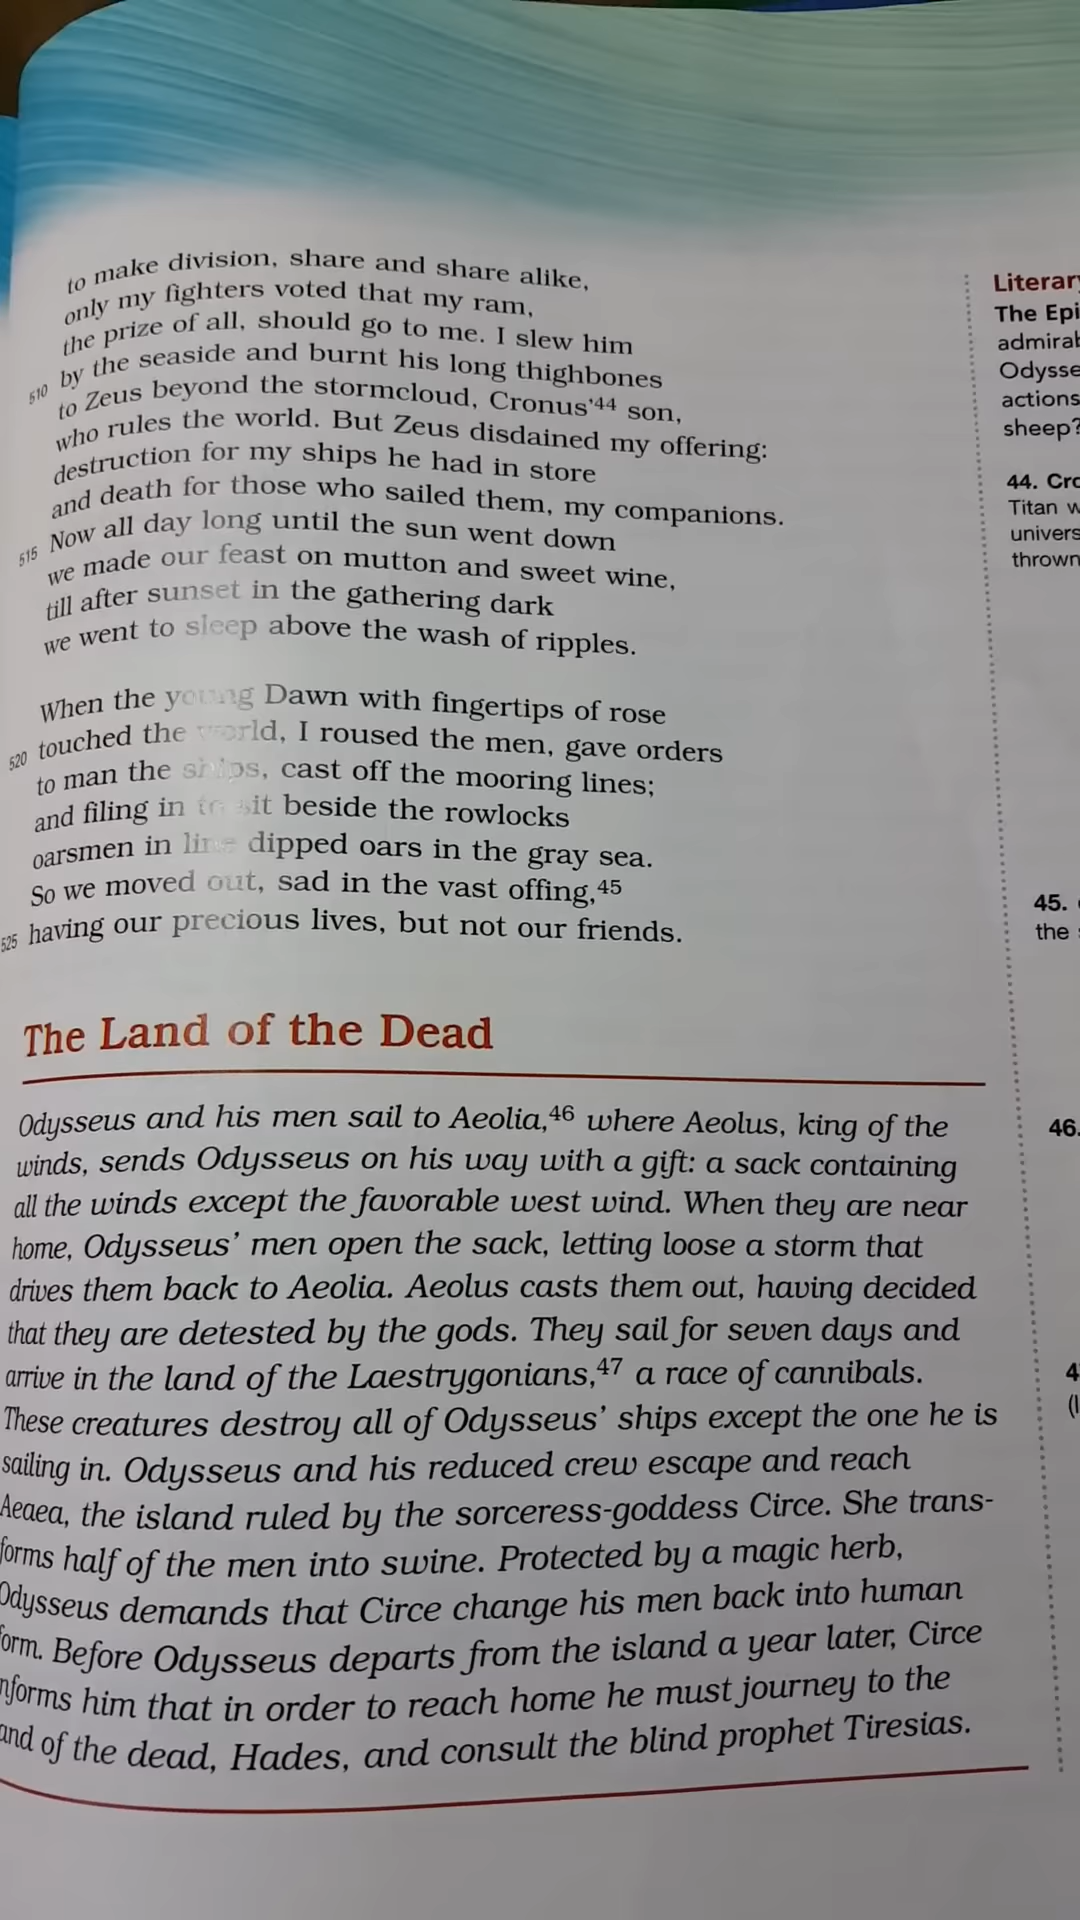 to make division, share and share alike,
only my fighters voted that my ram,
the prize of all, should go to me. I slew him
510 by the seaside and burnt his long thighbones
to Zeus beyond the stormcloud, Cronus'44 son,
who rules the world. But Zeus disdained my offering:
destruction for my ships he had in store
and death for those who sailed them, my companions.
515 Now all day long until the sun went down
we made our feast on mutton and sweet wine,
till after sunset in the gathering dark
we went to sleep above the wash of ripples.
When the young Dawn with fingertips of rose
520 touched the world, I roused the men, gave orders
to man the ships, cast off the mooring lines;
and filing in to sit beside the rowlocks
oarsmen in line dipped oars in the gray sea.
So we moved out, sad in the vast offing,45
525 having our precious lives, but not our friends.
The Land of the Dead
Odysseus and his men sail to Aeolia,46 where Aeolus, king of the
winds, sends Odysseus on his way with a gift: a sack containing
all the winds except the favorable west wind. When they are near
home, Odysseus' men open the sack, letting loose a storm that
drives them back to Aeolia. Aeolus casts them out, having decided
that they are detested by the gods. They sail for seven days and
arrive in the land of the Laestrygonians,47 a race of cannibals.
These creatures destroy all of Odysseus' ships except the one he is
sailing in. Odysseus and his reduced crew escape and reach
Aeaea, the island ruled by the sorceress-goddess Circe. She trans-
forms half of the men into swine. Protected by a magic herb,
Odysseus demands that Circe change his men back into human
form. Before Odysseus departs from the island a year later, Circe
nforms him that in order to reach home he must journey to the
and of the dead, Hades, and consult the blind prophet Tiresias.
Literary
The Epi
admirab
Odysse
actions
sheep?
44. Cro
Titan w
univers
thrown
45.
the
46.